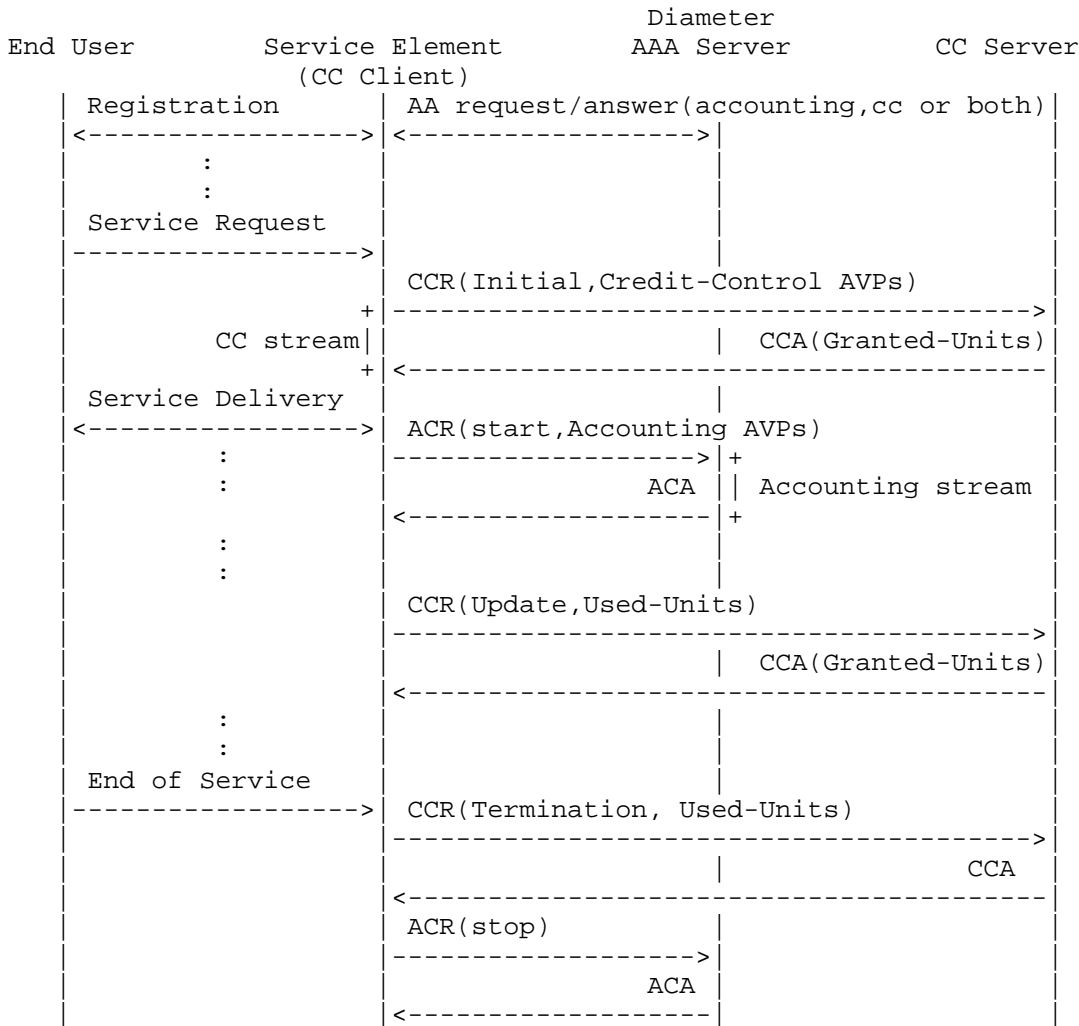 Diameter
End User Service Element AAA Server CC Server
(CC Client)
Registration AA request/answer(accounting,cc or both)
:
:
Service Request
CCR(Initial,Credit-Control AVPs)
CC stream CCA(Granted-Units)
Service Delivery
ACR(start,Accounting AVPs)
:
: ACA Accounting stream
:
:
CCR(Update,Used-Units)
CCA(Granted-Units)
:
:
End of Service
CCR(Termination, Used-Units)
CCA
ACR(stop)
ACA